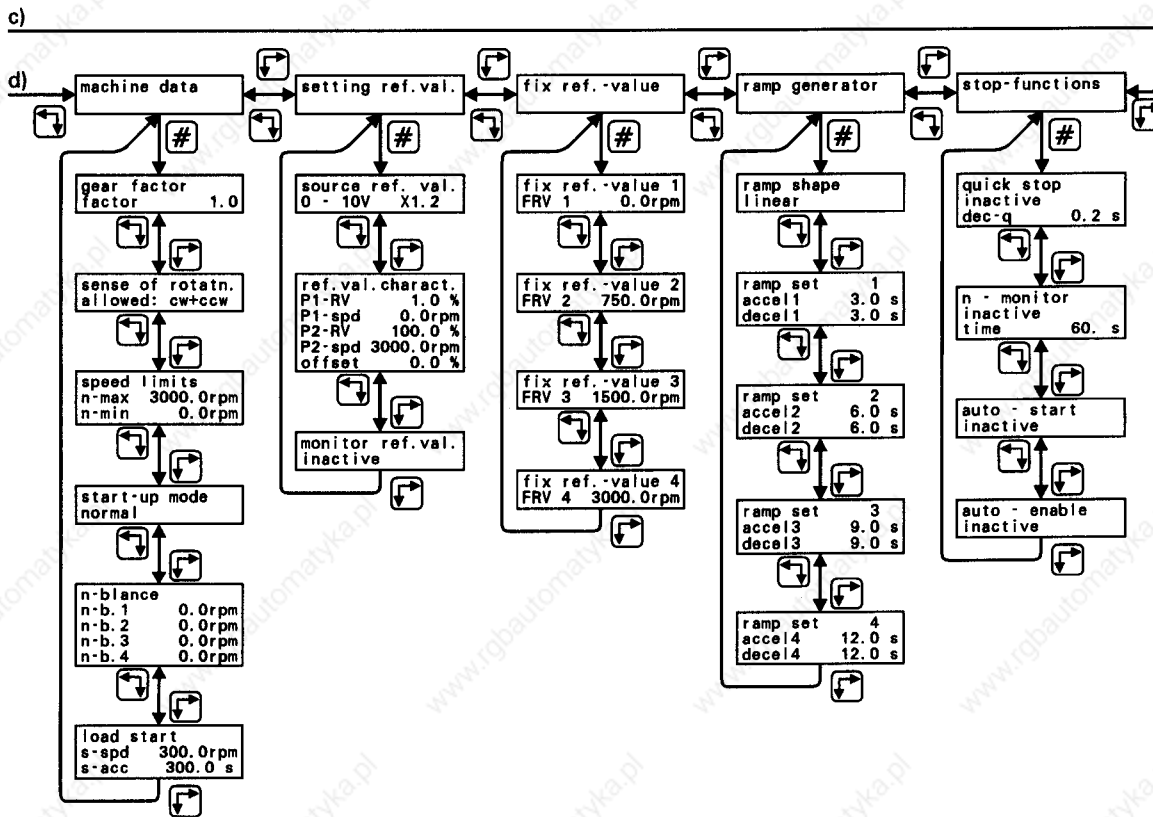 c)
d)
machine data
setting ref.val.
fix ref.-value
ramp generator
stop-functions
#
#
#
#
#
gear factor
factor 1.0
sense of rotatn.
allowed: cw+ccw
speed limits
n-max 3000.0rpm
n-min 0.0rpm
start-up mode
normal
n-blance
n-b.1 0.0rpm
n-b.2 0.0rpm
n-b.3 0.0rpm
n-b.4 0.0rpm
load start
s-spd 300.0rpm
s-acc 300.0 s
source ref. val.
0 - 10V X1.2
ref.val.charact.
P1-RV 1.0 %
P1-spd 0.0rpm
P2-RV 100.0 %
P2-spd 3000.0rpm
offset 0.0 %
monitor ref.val.
inactive
fix ref.-value 1
FRV 1 0.0rpm
fix ref.-value 2
FRV 2 750.0rpm
fix ref.-value 3
FRV 3 1500.0rpm
fix ref.-value 4
FRV 4 3000.0rpm
ramp shape
linear
ramp set 1
accel1 3.0 s
decel1 3.0 s
ramp set 2
accel2 6.0 s
decel2 6.0 s
ramp set 3
accel3 9.0 s
decel3 9.0 s
ramp set 4
accel4 12.0 s
decel4 12.0 s
quick stop
inactive
dec-q 0.2 s
n - monitor
inactive
time 60. s
auto - start
inactive
auto - enable
inactive
www.rgbautomatyka.pl